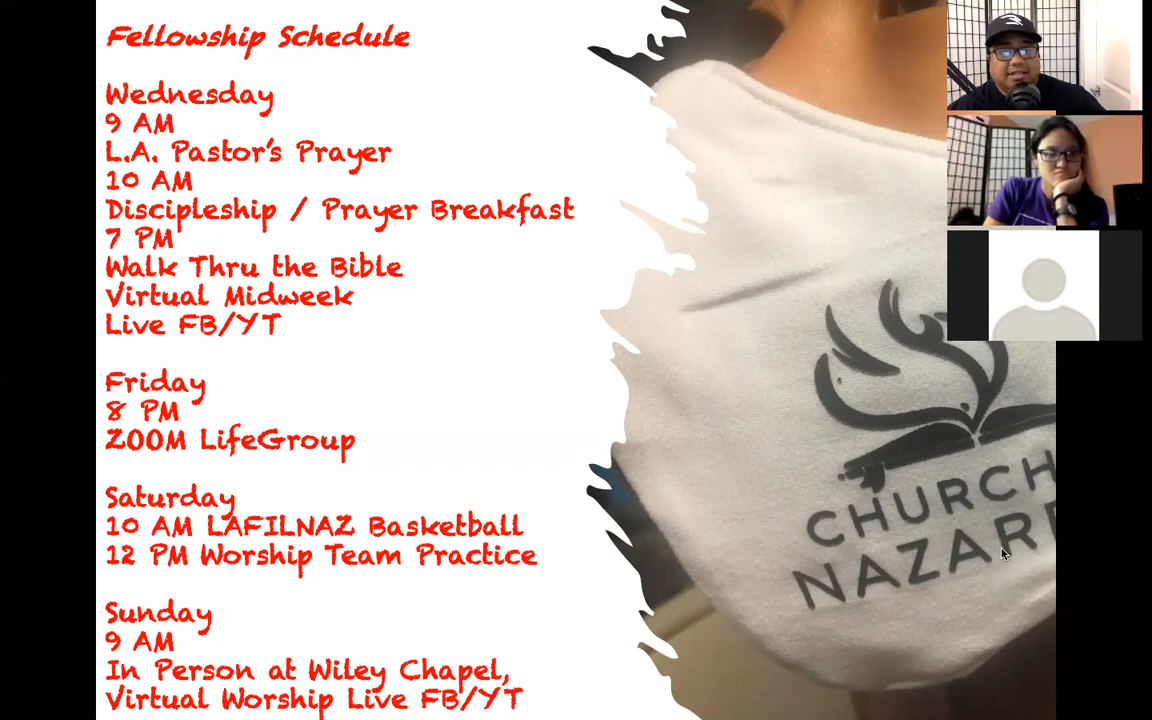 Fellowship Schedule
Wednesday
9 AM
L.A. Pastor's Prayer
10 AM
Discipleship / Prayer Breakfast
7 PM
Walk Thru the Bible
Virtual Midweek
Live FB/YT
Friday
8 PM
ZOOM LifeGroup
Saturday
10 AM LAFILNAZ Basketball
12 PM Worship Team Practice
Sunday
9 AM
In Person at Wiley Chapel,
Virtual Worship Live FB/YT
CHURCH